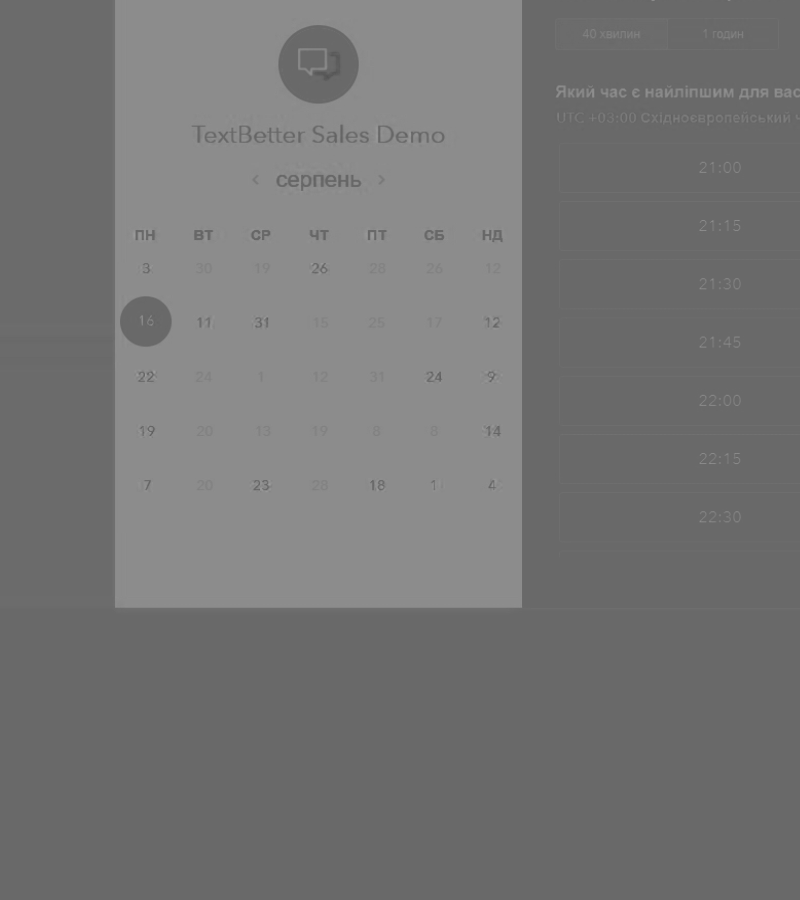 TextBetter Sales Demo
серпень
ПН ВТ СР ЧТ ПТ СБ НД
3 30 19 26 28 26 12
16 11 31 15 25 17 12
22 24 1 12 31 24 9
19 20 13 19 8 8 14
7 20 23 28 18 1 4
40 хвилин 1 годин
Який час є найліпшим для вас
UTC +03:00 Східноєвропейський
21:00
21:15
21:30
21:45
22:00
22:15
22:30